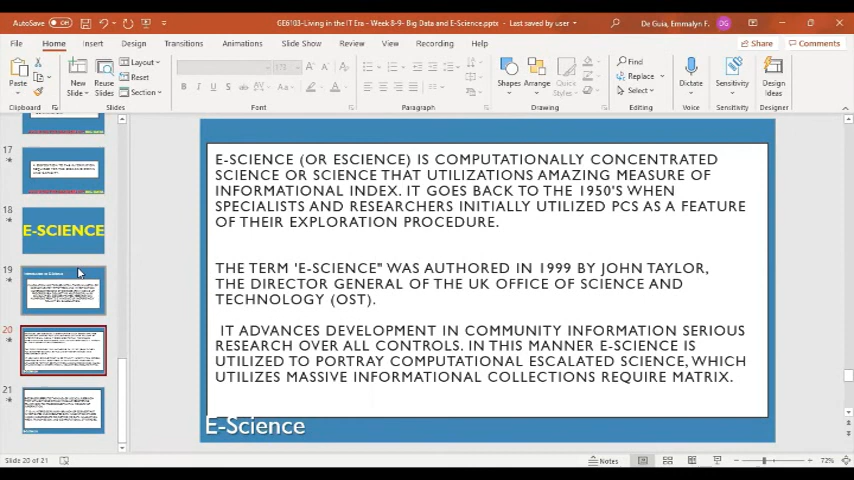 AutoSave Off
GE6103-Living in the IT Era - Week 8-9- Big Data and E-Science.pptx - Last saved by user
De Guia, Emmalyn F.
DG
File Home Insert Design Transitions Animations Slide Show Review View Recording Help
Share Comments
Paste
New Slide
Reuse Slides
Layout
Reset
Section
Shapes Arrange Quick Styles
Find
Replace
Select
Dictate Sensitivity Design Ideas
Clipboard Slides Font Paragraph Drawing Editing Voice Sensitivity Designer
17
18
E-SCIENCE
19
20
21
E-SCIENCE (OR ESCIENCE) IS COMPUTATIONALLY CONCENTRATED
SCIENCE OR SCIENCE THAT UTILIZATIONS AMAZING MEASURE OF
INFORMATIONAL INDEX. IT GOES BACK TO THE 1950'S WHEN
SPECIALISTS AND RESEARCHERS INITIALLY UTILIZED PCS AS A FEATURE
OF THEIR EXPLORATION PROCEDURE.
THE TERM 'E-SCIENCE" WAS AUTHORED IN 1999 BY JOHN TAYLOR,
THE DIRECTOR GENERAL OF THE UK OFFICE OF SCIENCE AND
TECHNOLOGY (OST).
IT ADVANCES DEVELOPMENT IN COMMUNITY INFORMATION SERIOUS
RESEARCH OVER ALL CONTROLS. IN THIS MANNER E-SCIENCE IS
UTILIZED TO PORTRAY COMPUTATIONAL ESCALATED SCIENCE, WHICH
UTILIZES MASSIVE INFORMATIONAL COLLECTIONS REQUIRE MATRIX.
E-Science
Slide 20 of 21
Notes
72%